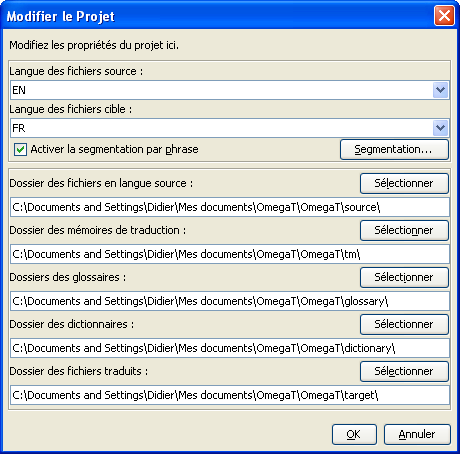 Modifier le Projet
Modifiez les propriétés du projet ici.
Langue des fichiers source :
EN
Langue des fichiers cible :
FR
Activer la segmentation par phrase
Segmentation...
Dossier des fichiers en langue source :
Sélectionner
C:\Documents and Settings\Didier\Mes documents\OmegaT\OmegaT\source\
Dossier des mémoires de traduction :
Sélectionner
C:\Documents and Settings\Didier\Mes documents\OmegaT\OmegaT\tm\
Dossiers des glossaires :
Sélectionner
C:\Documents and Settings\Didier\Mes documents\OmegaT\OmegaT\glossary\
Dossier des dictionnaires :
Sélectionner
C:\Documents and Settings\Didier\Mes documents\OmegaT\OmegaT\dictionary\
Dossier des fichiers traduits :
Sélectionner
C:\Documents and Settings\Didier\Mes documents\OmegaT\OmegaT\target\
OK
Annuler